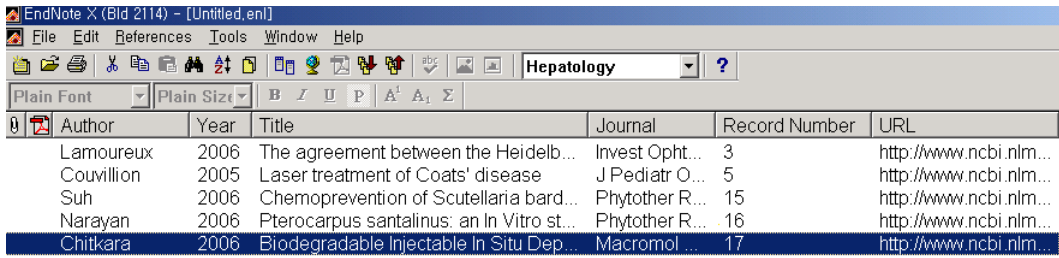 EndNote X (Bld 2114) - [Untitled.enl]
File Edit References Tools Window Help
abc Hepatology ?
Plain Font Plain Size B I U P A¹ A₁ Σ
Author Year Title Journal Record Number URL
Lamoureux 2006 The agreement between the Heidelb... Invest Opht... 3 http://www.ncbi.nlm...
Couvillion 2005 Laser treatment of Coats' disease J Pediatr O... 5 http://www.ncbi.nlm...
Suh 2006 Chemoprevention of Scutellaria bard... Phytother R... 15 http://www.ncbi.nlm...
Narayan 2006 Pterocarpus santalinus: an In Vitro st... Phytother R... 16 http://www.ncbi.nlm...
Chitkara 2006 Biodegradable Injectable In Situ Dep... Macromol ... 17 http://www.ncbi.nlm...